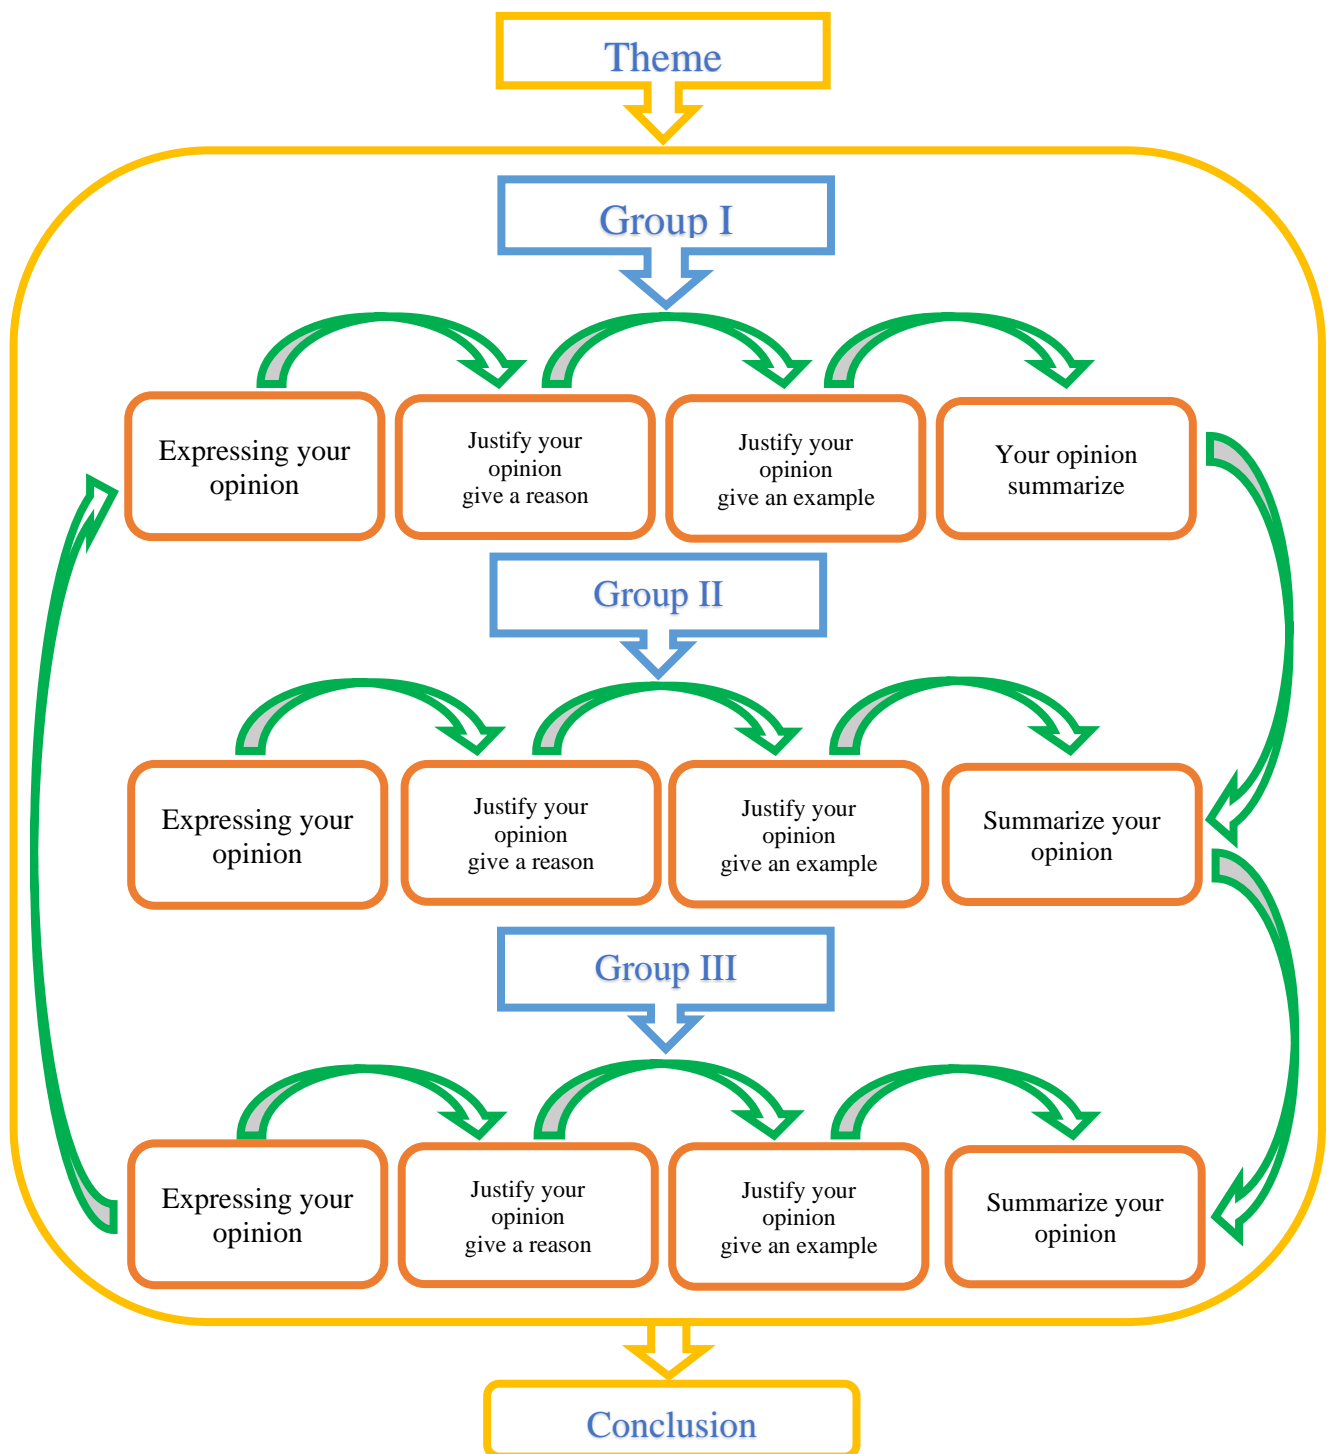 Theme
Group I
Expressing your
opinion
Justify your
opinion
give a reason
Justify your
opinion
give an example
Your opinion
summarize
Group II
Expressing your
opinion
Justify your
opinion
give a reason
Justify your
opinion
give an example
Summarize your
opinion
Group III
Expressing your
opinion
Justify your
opinion
give a reason
Justify your
opinion
give an example
Summarize your
opinion
Conclusion